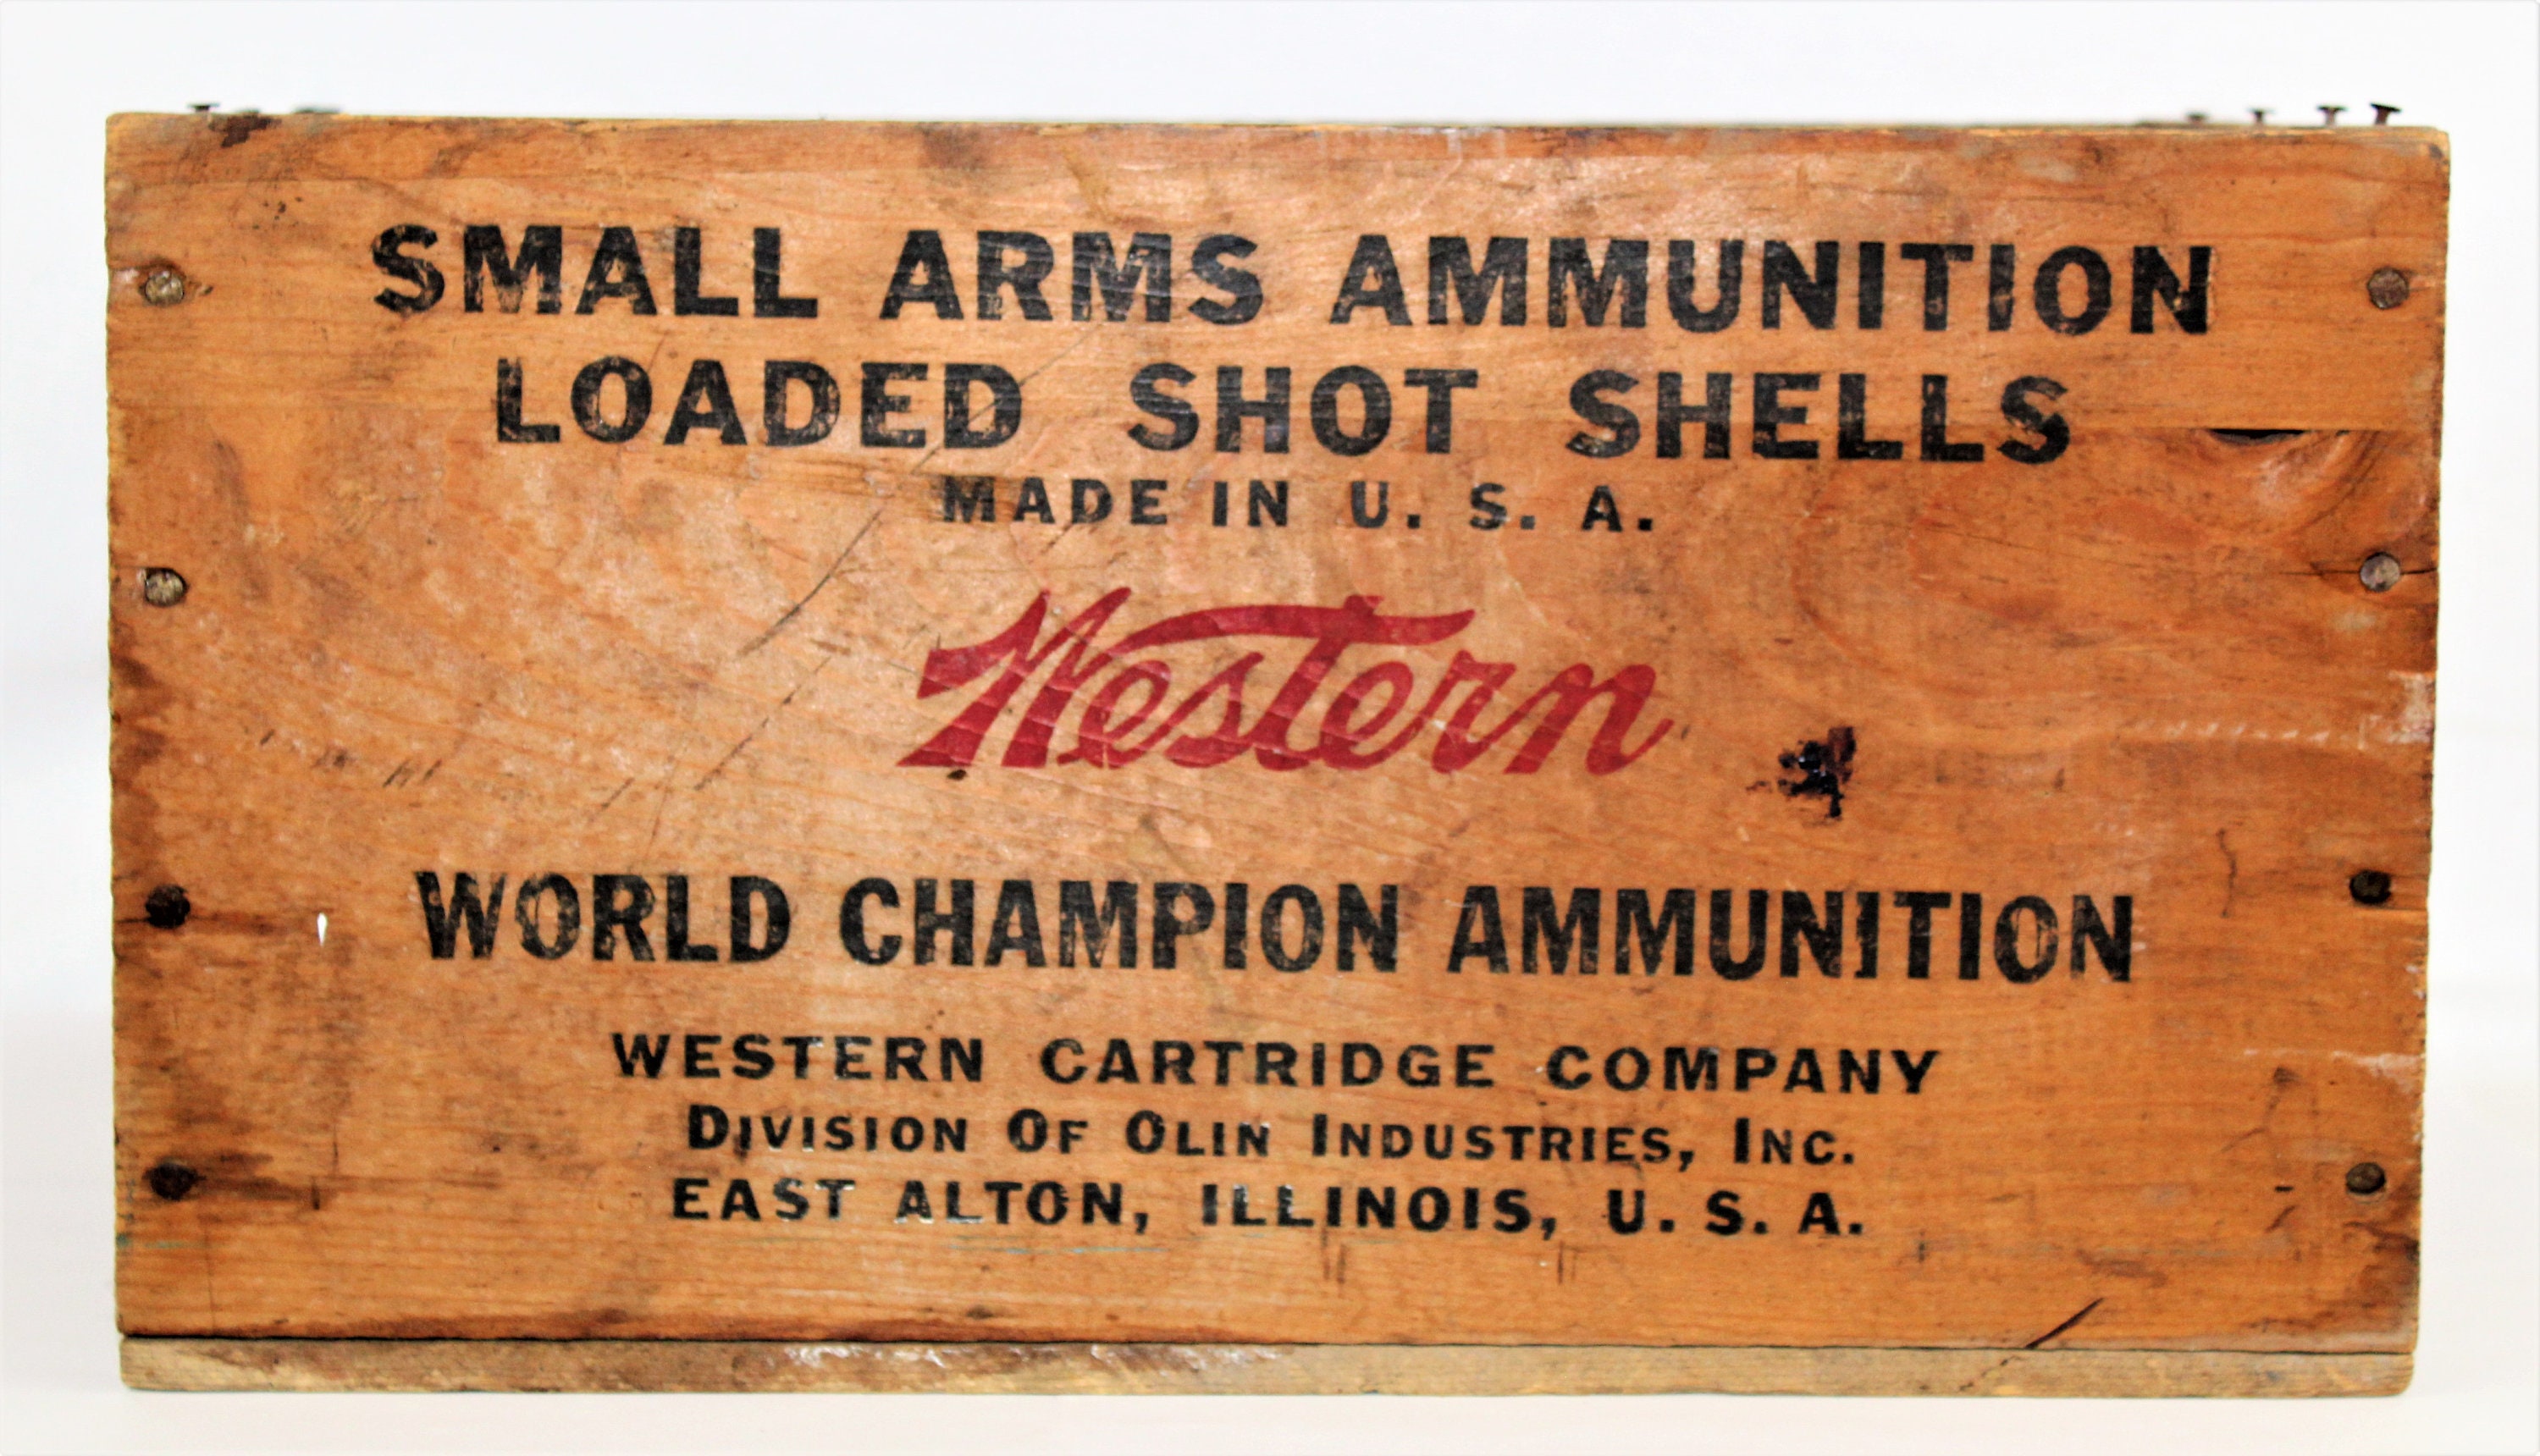 SMALL ARMS AMMUNITION
LOADED SHOT SHELLS
MADE IN U. S. A.
Western
WORLD CHAMPION AMMUNITION
WESTERN CARTRIDGE COMPANY
DIVISION OF OLIN INDUSTRIES, INC.
EAST ALTON, ILLINOIS, U. S. A.